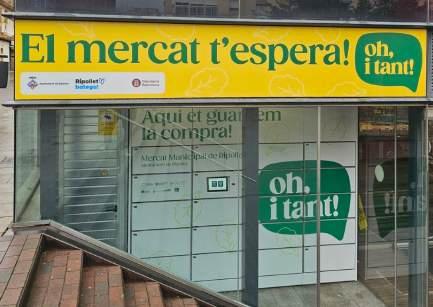 El mercat t'espera!
oh,
i tant!
Ripollet
batega!
Aquí et guardem
la compra!
Mercat Municipal de Ripollet
oh,
i tant!